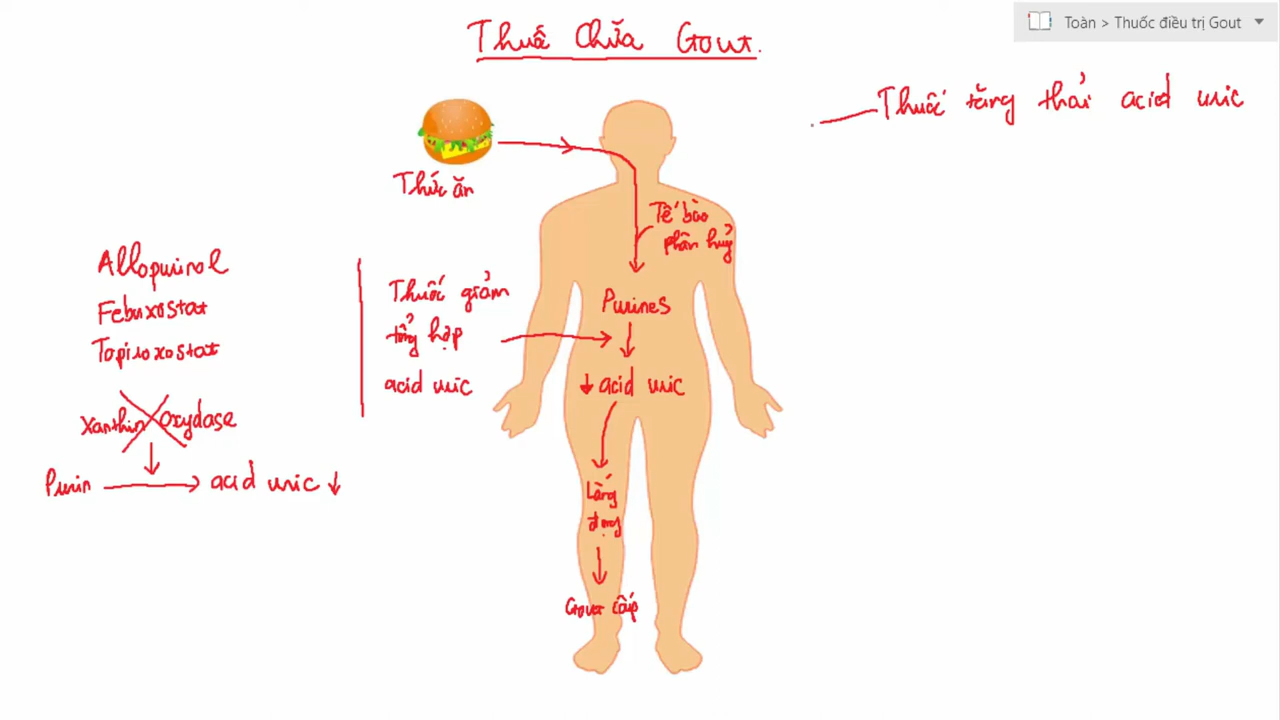 Toàn > Thuốc điều trị Gout
Thuốc Chữa Gout.
Thuốc tăng thải acid uric
Thức ăn
Tế bào
phân huỷ
Allopurinol
Febuxostat
Topiroxostat
Xanthin Oxydase
Purin
acid uric ↓
Thuốc giảm
tổng hợp
acid uric
Purines
↓ acid uric
Lắng
đọng
Gout cấp